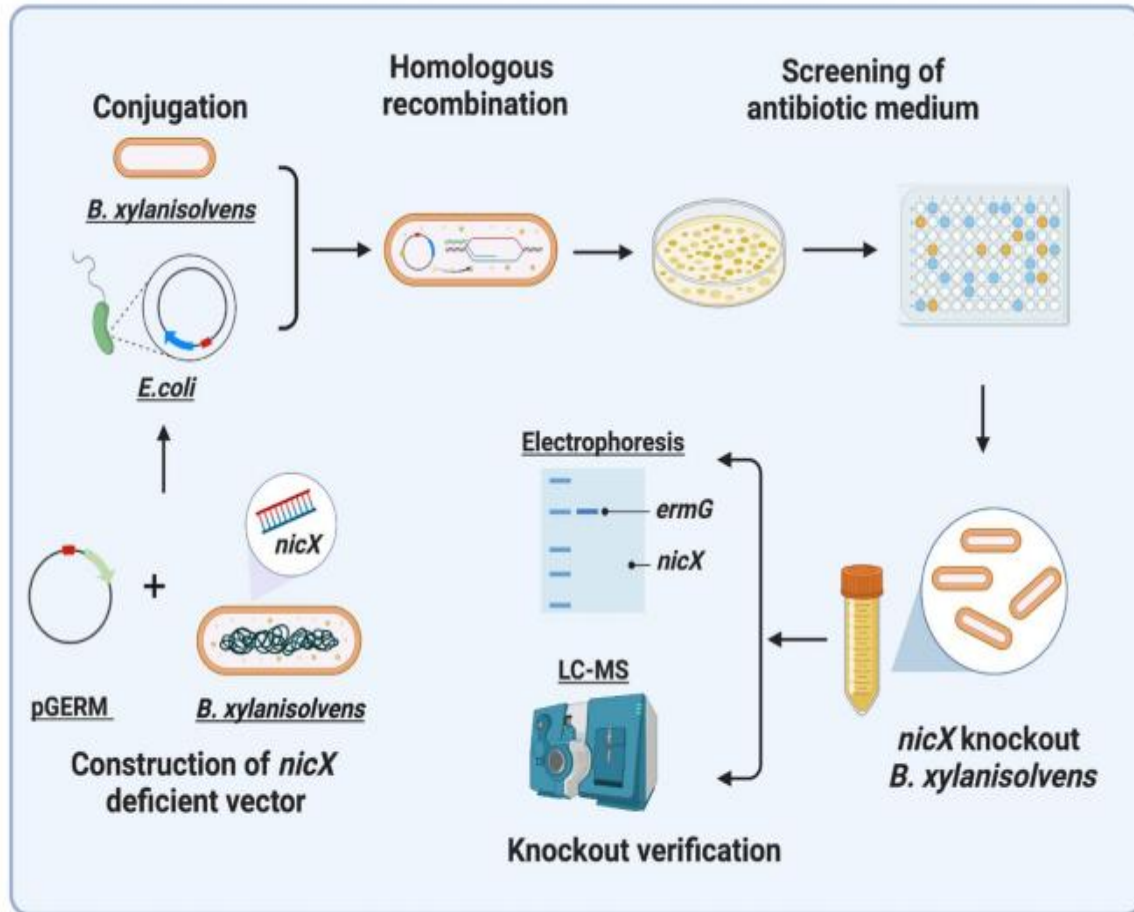 Conjugation
B. xylanisolvens
E.coli
Homologous
recombination
Screening of
antibiotic medium
nicX
+
pGERM
B. xylanisolvens
Construction of nicX
deficient vector
Electrophoresis
ermG
nicX
LC-MS
Knockout verification
nicX knockout
B. xylanisolvens